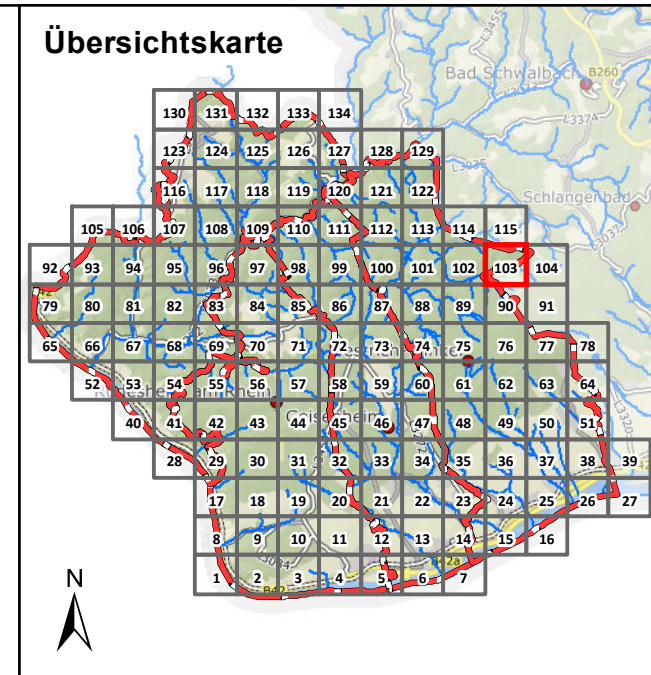 Übersichtskarte
Bad Schwalbach
B260
L3374
L3035
Schlangenbad
L3037
130 131 132 133 134
123 124 125 126 127 128 129
116 117 118 119 120 121 122
105 106 107 108 109 110 111 112 113 114 115
92 93 94 95 96 97 98 99 100 101 102 103 104
79 80 81 82 83 84 85 86 87 88 89 90 91
65 66 67 68 69 70 71 72 73 74 75 76 77 78
52 53 54 55 56 57 58 59 60 61 62 63 64
L3320
40 41 42 43 44 45 46 47 48 49 50 51
Geisenheim
28 29 30 31 32 33 34 35 36 37 38 39
17 18 19 20 21 22 23 24 25 26 27
8 9 10 11 12 13 14 15 16
L3034
B42a
1 2 3 4 5 6 7
B42
N